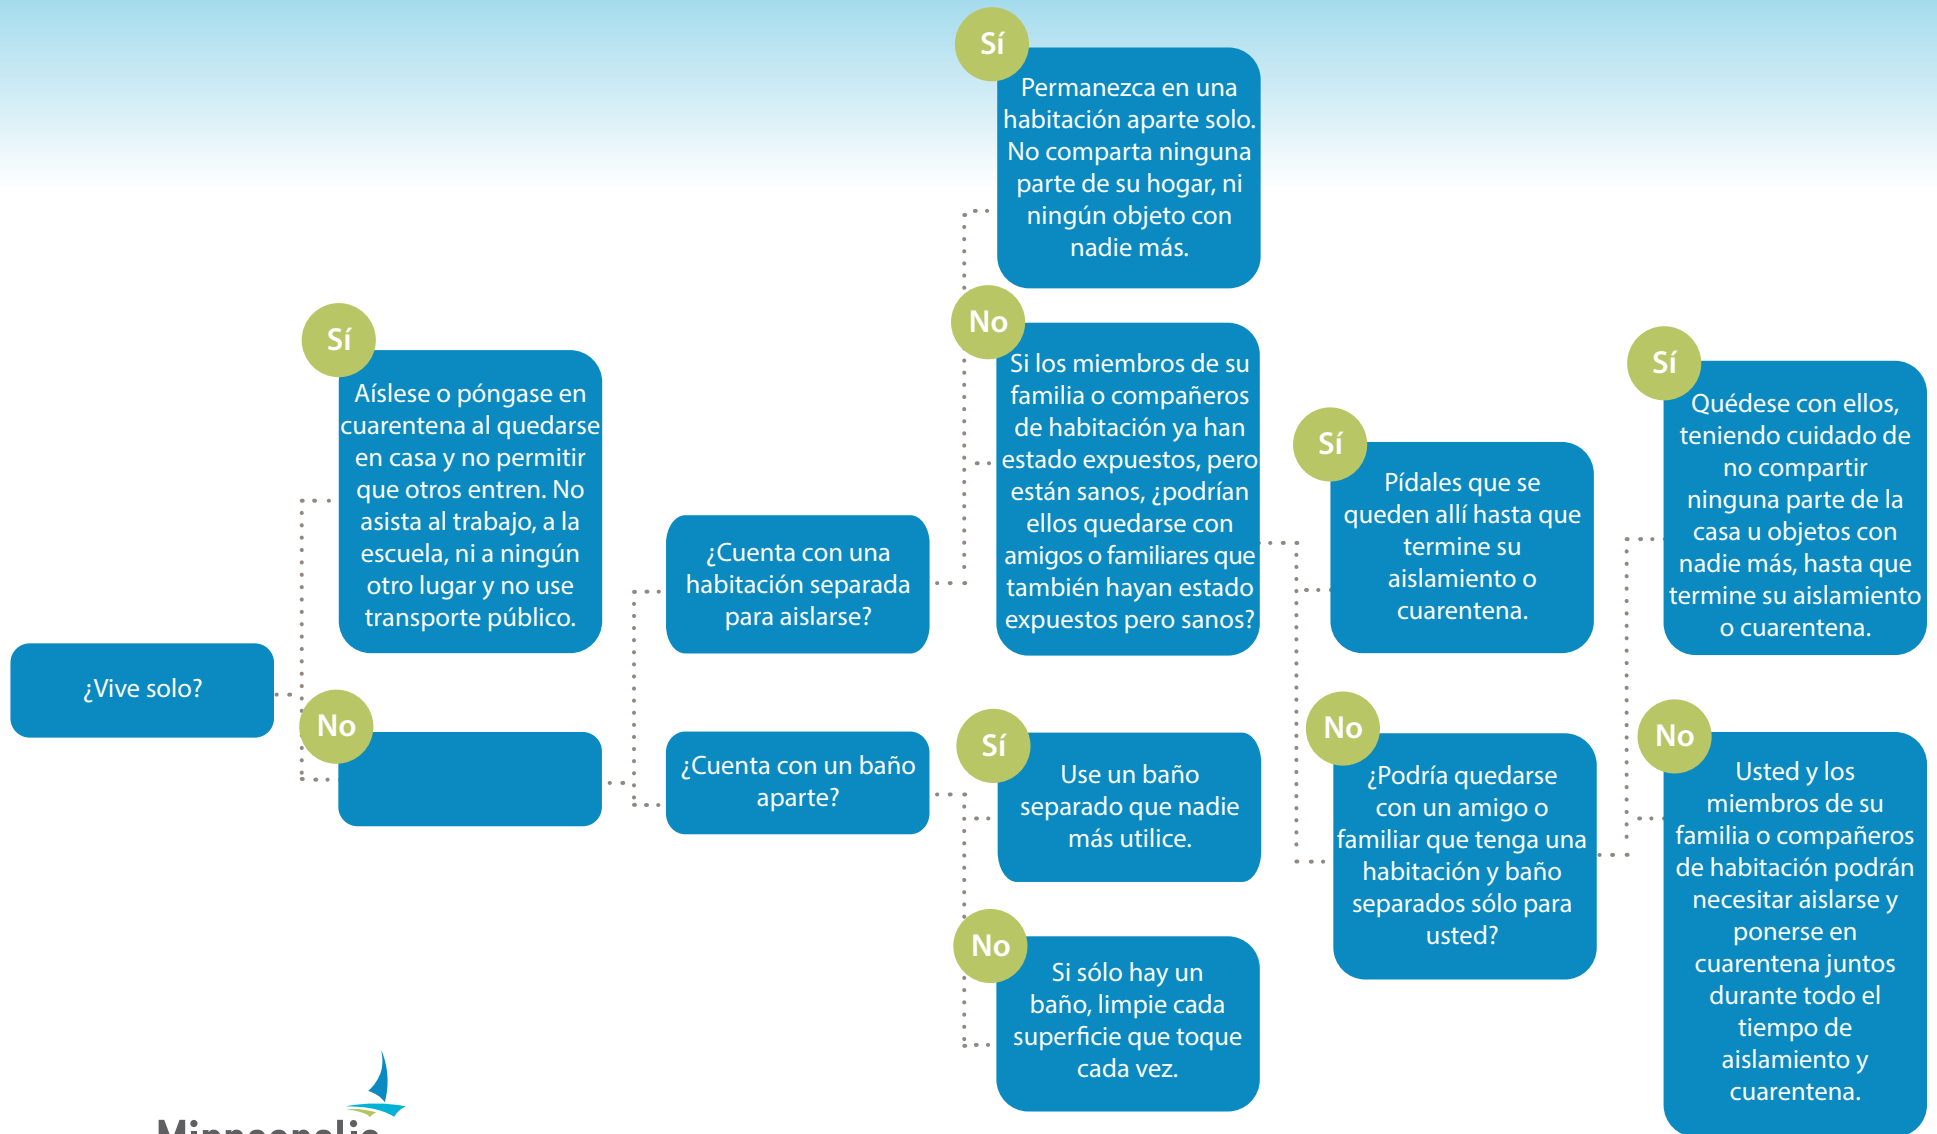 ¿Vive solo?
Sí
Aíslese o póngase en
cuarentena al quedarse
en casa y no permitir
que otros entren. No
asista al trabajo, a la
escuela, ni a ningún
otro lugar y no use
transporte público.
No
¿Cuenta con una
habitación separada
para aislarse?
Sí
Permanezca en una
habitación aparte solo.
No comparta ninguna
parte de su hogar, ni
ningún objeto con
nadie más.
No
Si los miembros de su
familia o compañeros
de habitación ya han
estado expuestos, pero
están sanos, ¿podrían
ellos quedarse con
amigos o familiares que
también hayan estado
expuestos pero sanos?
Sí
Pídales que se
queden allí hasta que
termine su
aislamiento o
cuarentena.
No
¿Podría quedarse
con un amigo o
familiar que tenga una
habitación y baño
separados sólo para
usted?
Sí
Quédese con ellos,
teniendo cuidado de
no compartir
ninguna parte de la
casa u objetos con
nadie más, hasta que
termine su aislamiento
o cuarentena.
No
Usted y los
miembros de su
familia o compañeros
de habitación podrán
necesitar aislarse y
ponerse en
cuarentena juntos
durante todo el
tiempo de
aislamiento y
cuarentena.
¿Cuenta con un baño
aparte?
Sí
Use un baño
separado que nadie
más utilice.
No
Si sólo hay un
baño, limpie cada
superficie que toque
cada vez.
Minneapolis